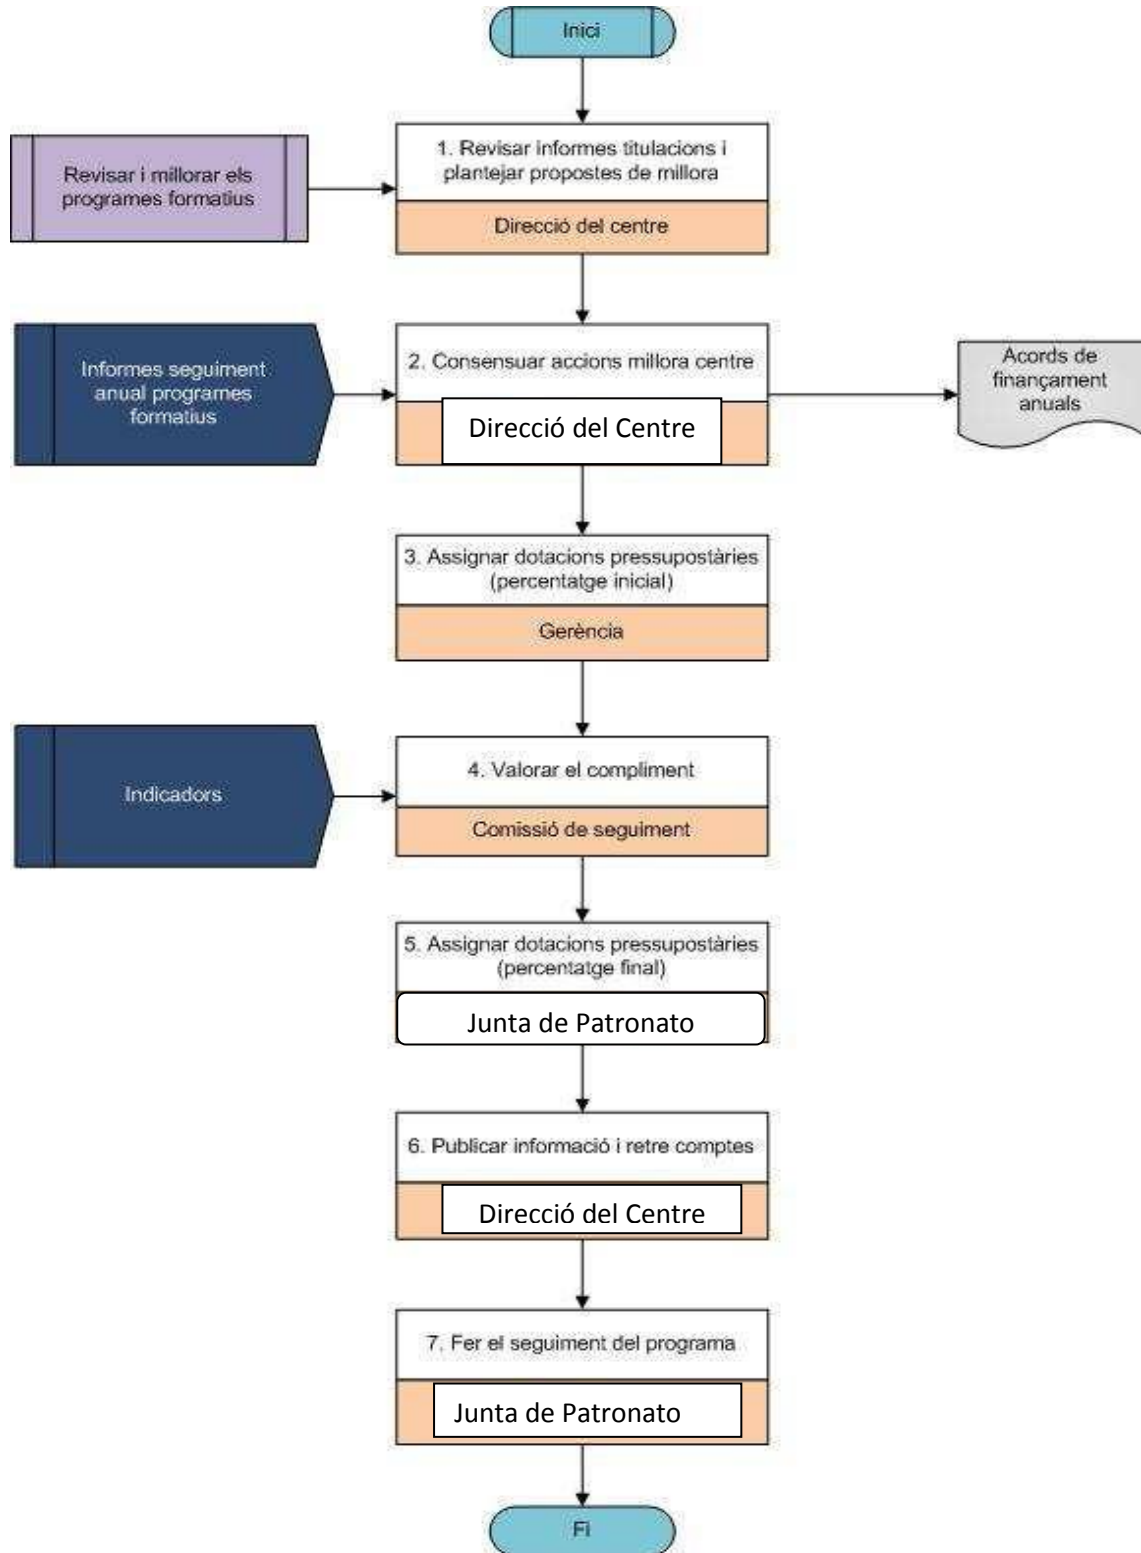 Inici
Revisar i millorar els
programes formatius
1. Revisar informes titulacions i
plantejar propostes de millora
Direcció del centre
Informes seguiment
anual programes
formatius
2. Consensuar accions millora centre
Direcció del Centre
Acords de
finançament
anuals
3. Assignar dotacions pressupostàries
(percentatge inicial)
Gerència
Indicadors
4. Valorar el compliment
Comissió de seguiment
5. Assignar dotacions pressupostàries
(percentatge final)
Junta de Patronato
6. Publicar informació i retre comptes
Direcció del Centre
7. Fer el seguiment del programa
Junta de Patronato
Fi